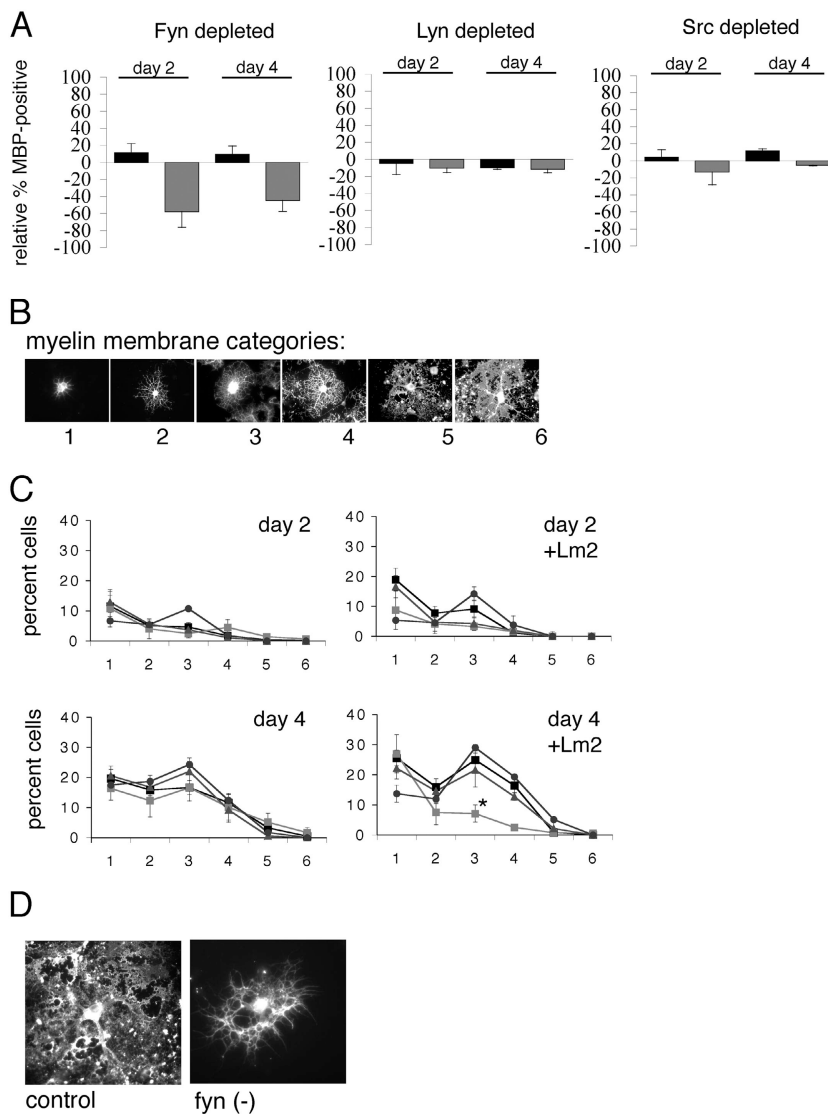 A
Fyn depleted
Lyn depleted
Src depleted
relative % MBP-positive
day 2
day 4
day 2
day 4
day 2
day 4
100
80
60
40
20
0
-20
-40
-60
-80
-100
100
80
60
40
20
0
-20
-40
-60
-80
-100
100
80
60
40
20
0
-20
-40
-60
-80
-100
B
myelin membrane categories:
1 2 3 4 5 6
C
percent cells
day 2
40
30
20
10
0
1 2 3 4 5 6
day 2
+Lm2
40
30
20
10
0
1 2 3 4 5 6
percent cells
day 4
40
30
20
10
0
1 2 3 4 5 6
day 4
+Lm2
40
30
20
10
0
*
1 2 3 4 5 6
D
control
fyn (-)